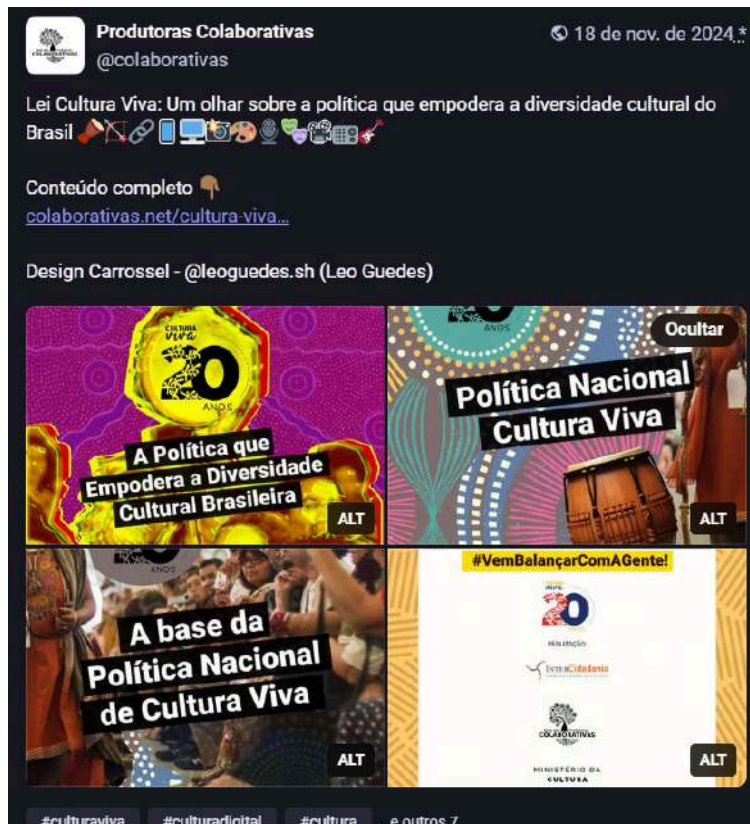 Produtoras Colaborativas
18 de nov. de 2024*
@colaborativas
Lei Cultura Viva: Um olhar sobre a política que empodera a diversidade cultural do
Brasil
Conteúdo completo
colaborativas.net/cultura-viva...
Design Carrossel - @leoguedes.sh (Leo Guedes)
CULTURA
viva
20
ANOS
A Política que
Empodera a Diversidade
Cultural Brasileira
ALT
ANOS
Ocultar
Política Nacional
Cultura Viva
ALT
ANOS
A base da
Política Nacional
de Cultura Viva
ALT
#VemBalançarComAGente!
20
REALIZAÇÃO
InterCidadania
COLABORATIVAS
MINISTÉRIO DA
CULTURA
ALT
#culturaviva
#culturadigital
#cultura
e outros 7